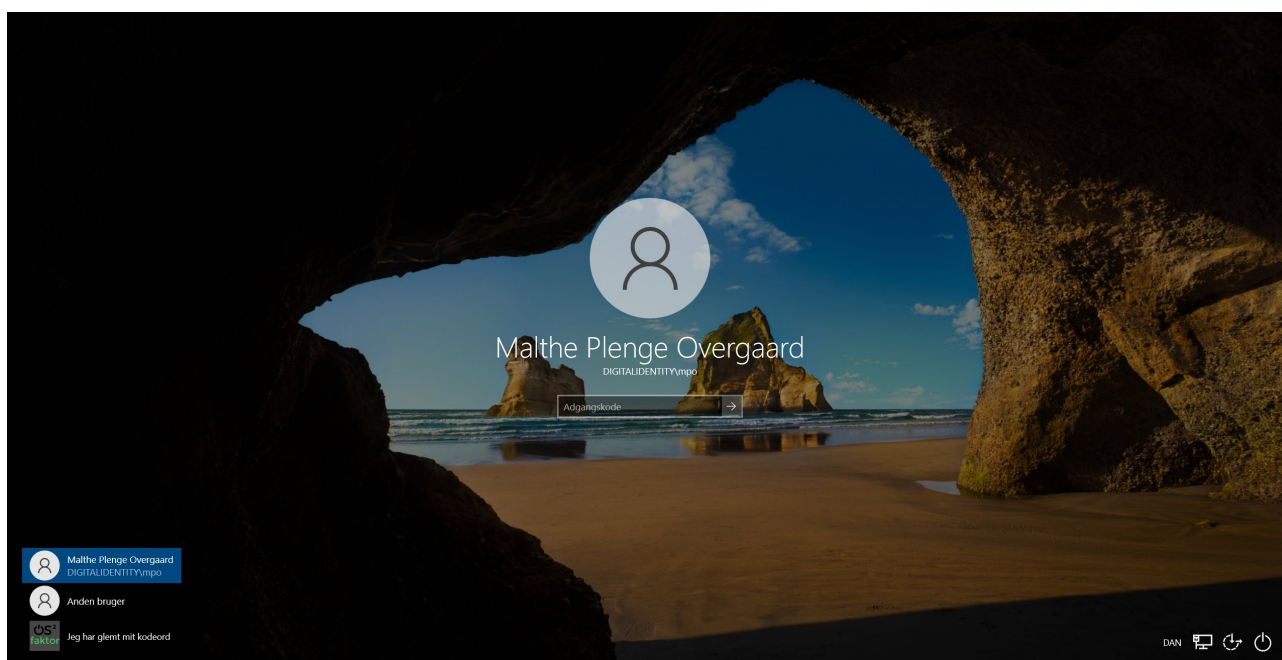 Malthe Plenge Overgaard
DIGITALIDENTITY\mpo
Adgangskode
Malthe Plenge Overgaard
DIGITALIDENTITY\mpo
Anden bruger
OS²
faktor
Jeg har glemt mit kodeord
DAN